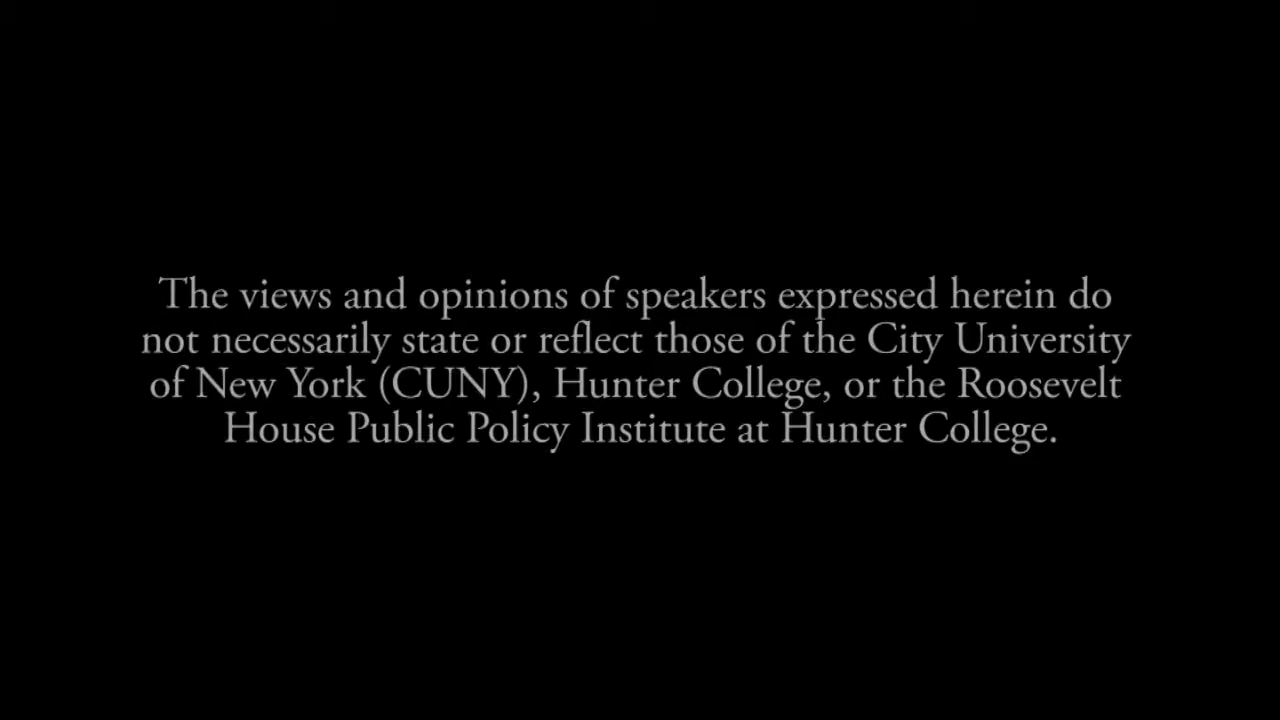 The views and opinions of speakers expressed herein do
not necessarily state or reflect those of the City University
of New York (CUNY), Hunter College, or the Roosevelt
House Public Policy Institute at Hunter College.